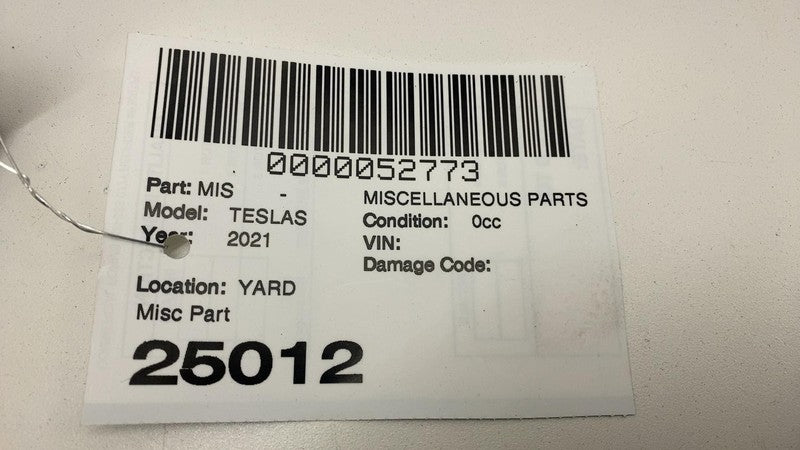 0000052773
Part: MIS - MISCELLANEOUS PARTS
Model: TESLAS Condition: 0cc
Year: 2021 VIN:
Damage Code:
Location: YARD
Misc Part
25012